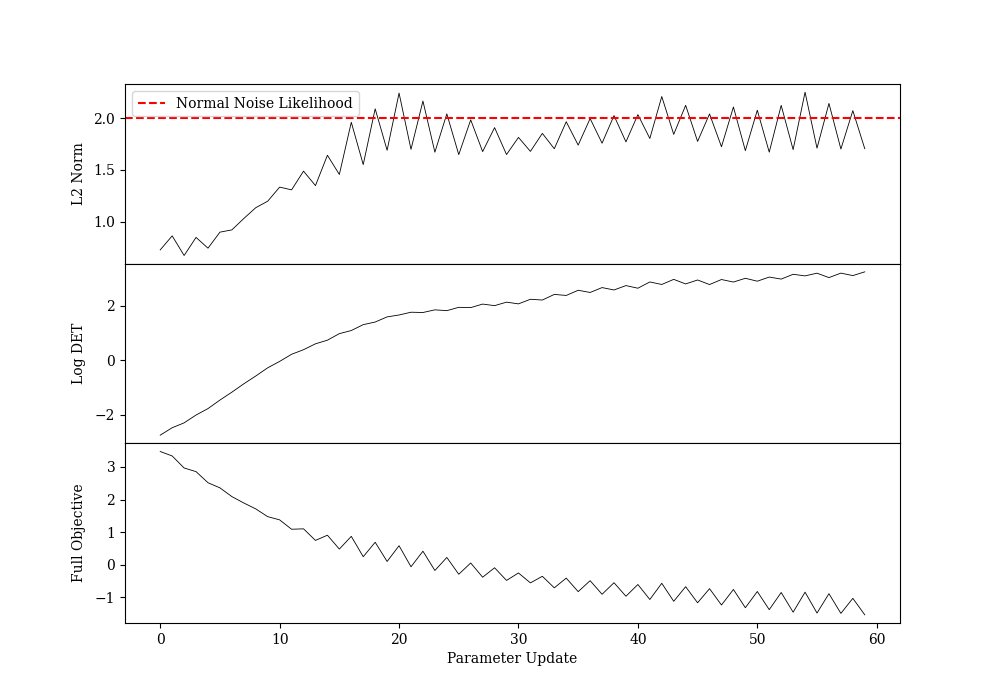 Normal Noise Likelihood
2.0
1.5
1.0
L2 Norm
2
0
−2
Log DET
3
2
1
0
−1
Full Objective
0 10 20 30 40 50 60
Parameter Update